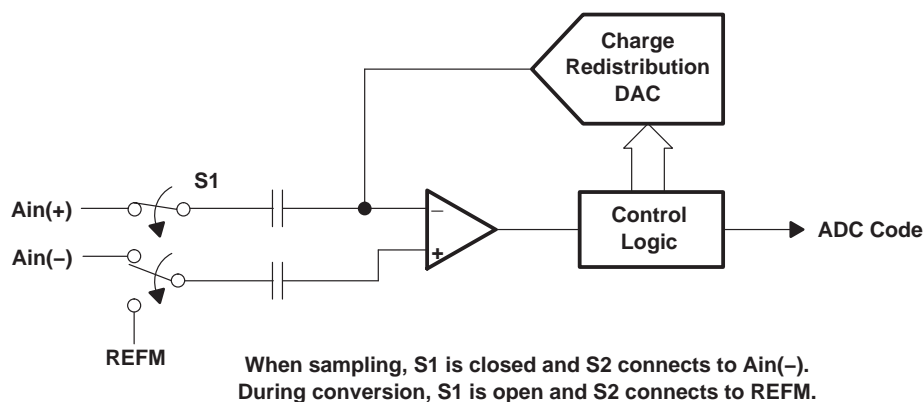 Charge
Redistribution
DAC
S1
Ain(+)
−
Control
Logic
ADC Code
Ain(−)
+
REFM
When sampling, S1 is closed and S2 connects to Ain(−).
During conversion, S1 is open and S2 connects to REFM.